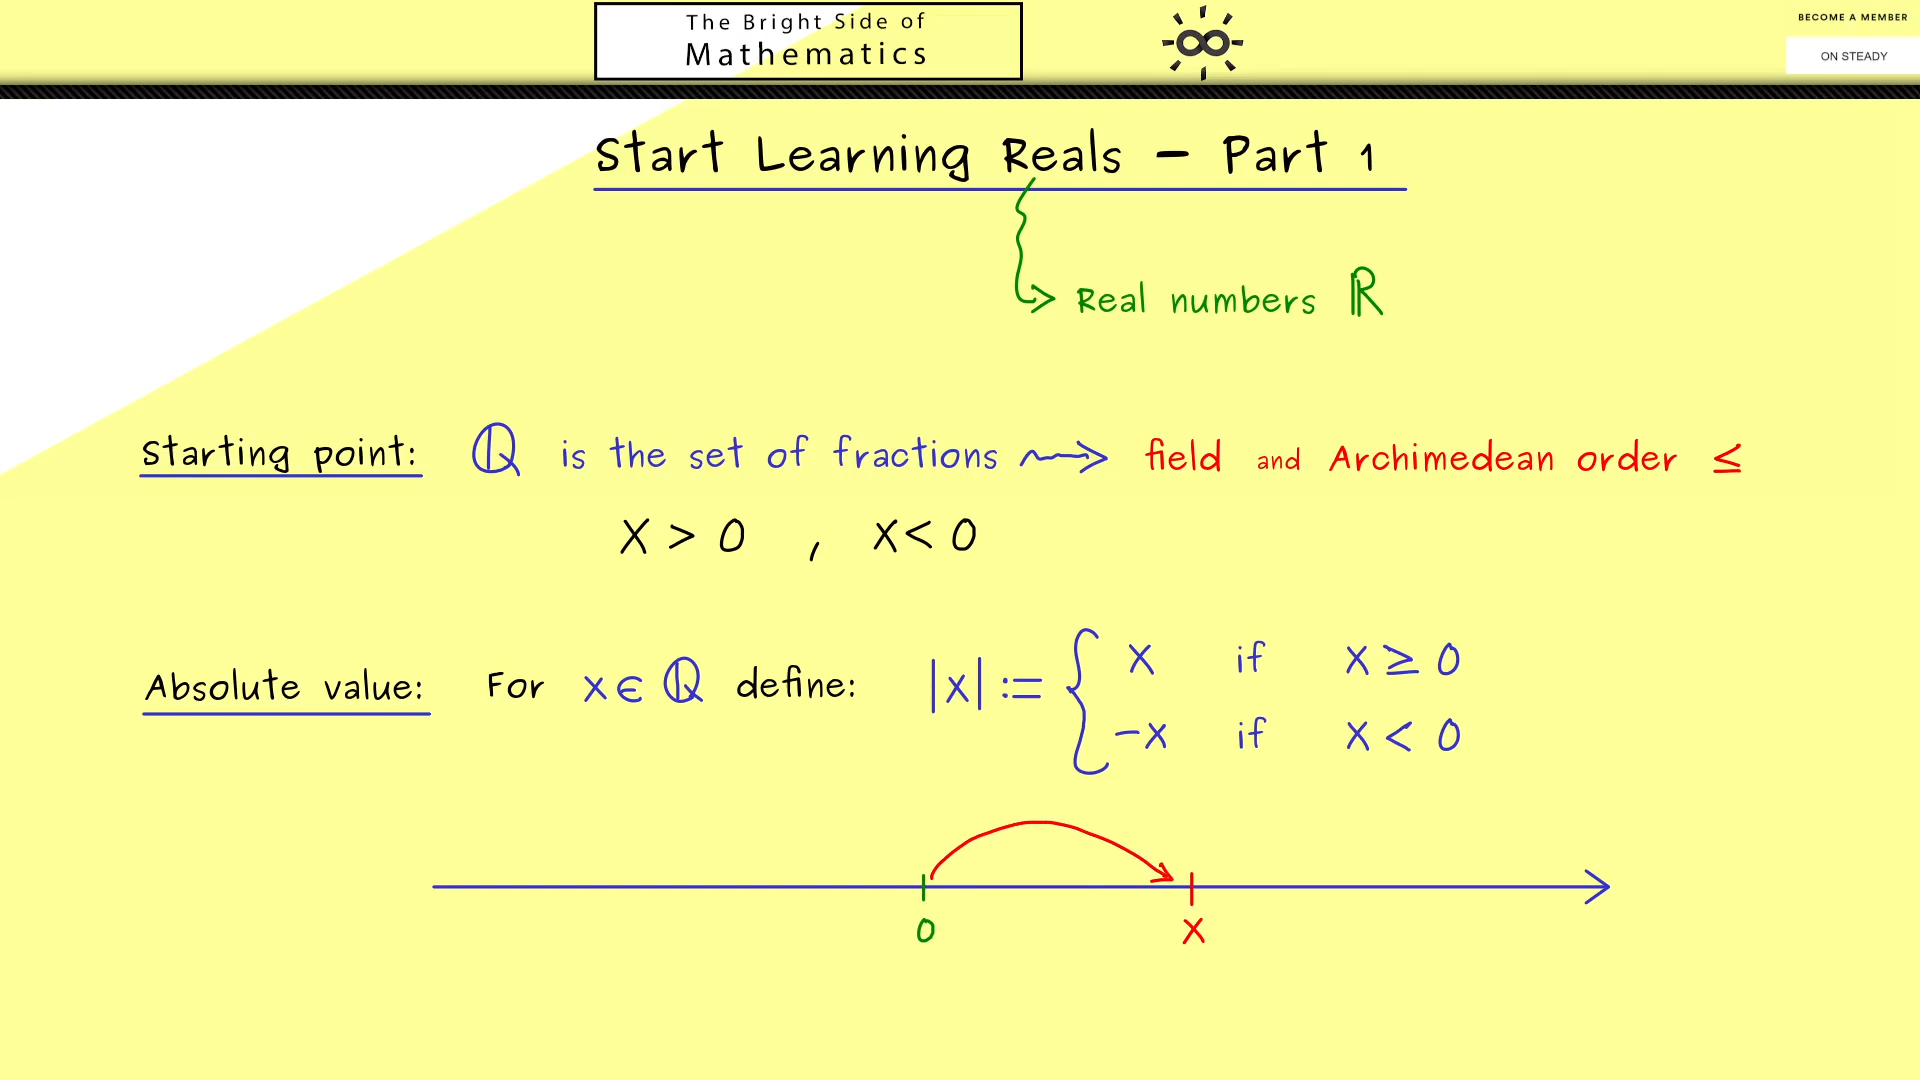 The Bright Side of
Mathematics
BECOME A MEMBER
ON STEADY
Start Learning Reals – Part 1
Real numbers ℝ
Starting point: ℚ is the set of fractions ⇝ field and Archimedean order ≤
x > 0 , x < 0
Absolute value: For x ∈ ℚ define: |x| := { x if x ≥ 0
-x if x < 0
0 x